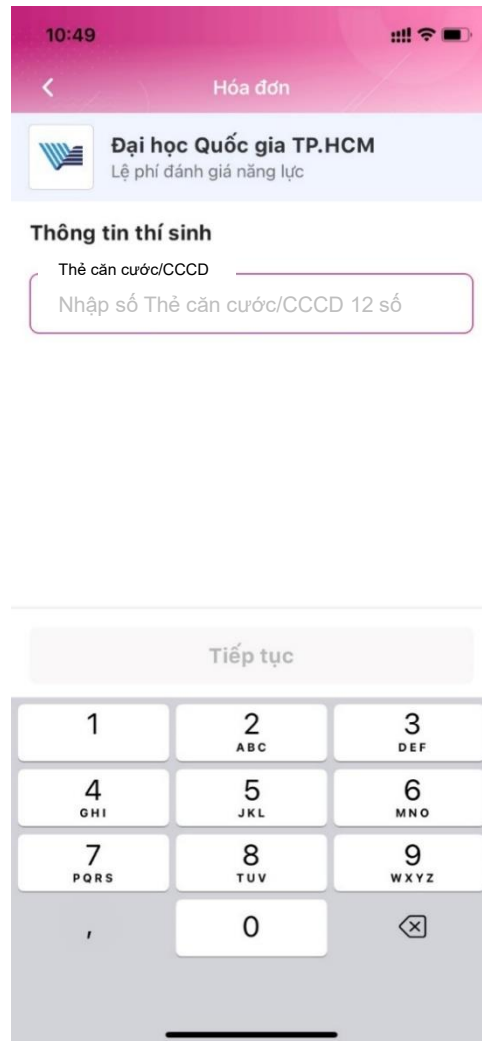 10:49
Hóa đơn
Đại học Quốc gia TP.HCM
Lệ phí đánh giá năng lực
Thông tin thí sinh
Thẻ căn cước/CCCD
Nhập số Thẻ căn cước/CCCD 12 số
Tiếp tục
1
2
ABC
3
DEF
4
GHI
5
JKL
6
MNO
7
PQRS
8
TUV
9
WXYZ
,
0